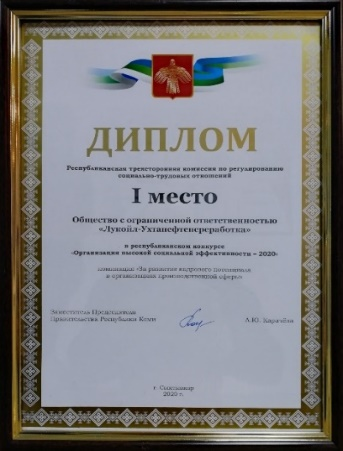 ДИПЛОМ
Республиканская трехсторонняя комиссия по регулированию
социально-трудовых отношений
I место
Общество с ограниченной ответственностью
«Лукойл-Ухтанефтепереработка»
в республиканском конкурсе
«Организация высокой социальной эффективности – 2020»
номинация «За развитие кадрового потенциала
в организациях производственной сферы»
Заместитель Председателя
Правительства Республики Коми
А.Ю.
г. Сыктывкар
2020 г.